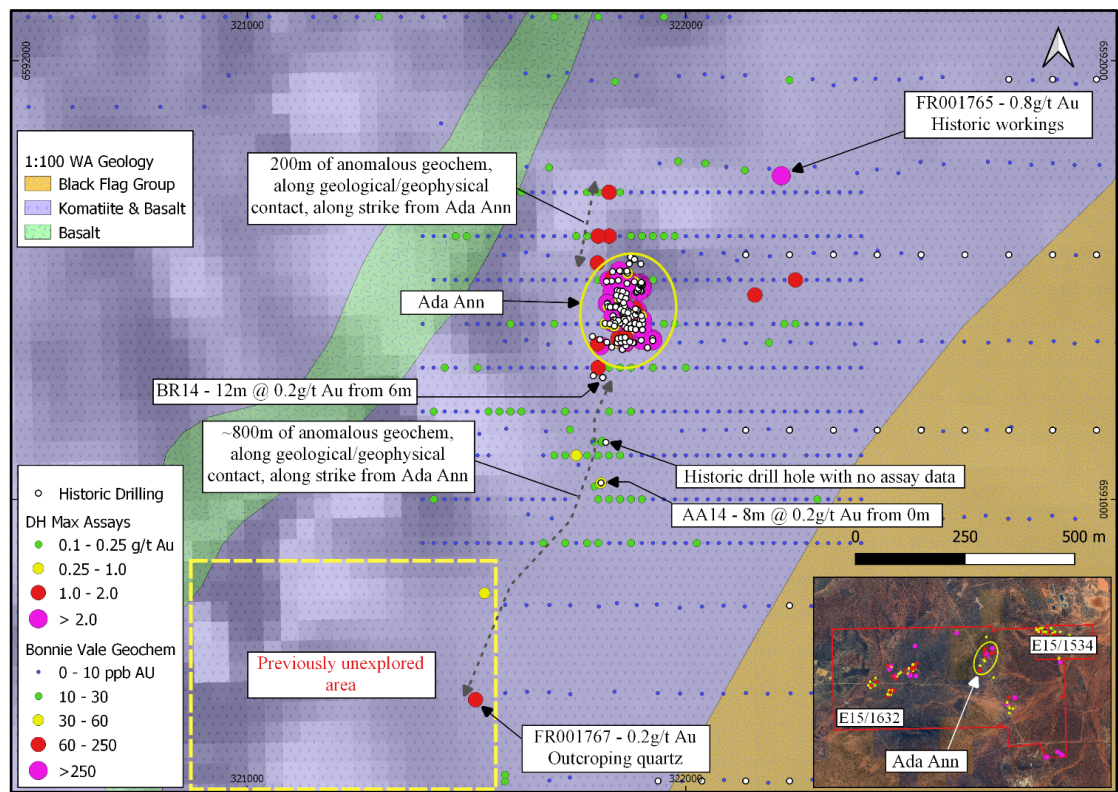 321000
322000
6592000
FR001765 - 0.8g/t Au
Historic workings
1:100 WA Geology
Black Flag Group
Komatiite & Basalt
Basalt
200m of anomalous geochem,
along geological/geophysical
contact, along strike from Ada Ann
Ada Ann
BR14 - 12m @ 0.2g/t Au from 6m
~800m of anomalous geochem,
along geological/geophysical
contact, along strike from Ada Ann
Historic drill hole with no assay data
AA14 - 8m @ 0.2g/t Au from 0m
6591000
0
250
500 m
Historic Drilling
DH Max Assays
0.1 - 0.25 g/t Au
0.25 - 1.0
1.0 - 2.0
> 2.0
Bonnie Vale Geochem
0 - 10 ppb AU
10 - 30
30 - 60
60 - 250
>250
Previously unexplored
area
FR001767 - 0.2g/t Au
Outcroping quartz
E15/1534
E15/1632
Ada Ann
321000
322000